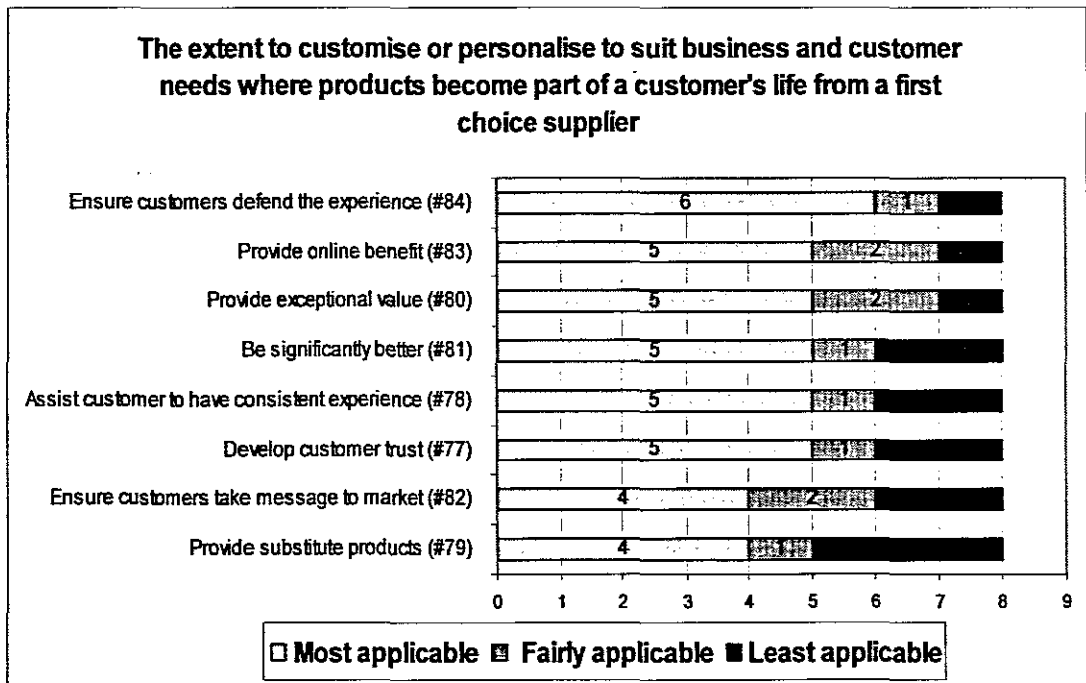 The extent to customise or personalise to suit business and customer
needs where products become part of a customer's life from a first
choice supplier
Ensure customers defend the experience (#84)
6 1
Provide online benefit (#83)
5 2
Provide exceptional value (#80)
5 2
Be significantly better (#81)
5 1
Assist customer to have consistent experience (#78)
5 1
Develop customer trust (#77)
5 1
Ensure customers take message to market (#82)
4 2
Provide substitute products (#79)
4 1
0 1 2 3 4 5 6 7 8 9
Most applicable Fairly applicable Least applicable